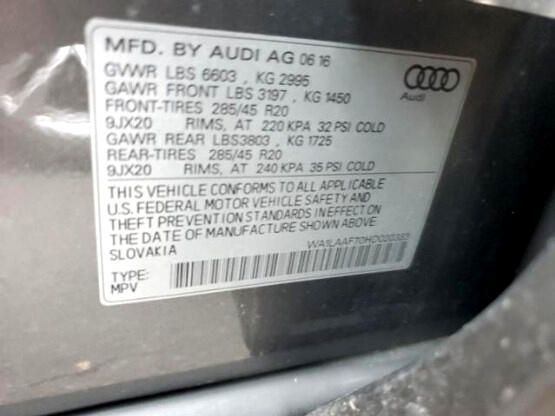 MFD. BY AUDI AG 06 16
GVWR LBS 6603 , KG 2995
GAWR FRONT LBS 3197 , KG 1450
FRONT-TIRES 285/45 R20
9JX20 RIMS, AT 220 KPA 32 PSI COLD
GAWR REAR LBS3803 , KG 1725
REAR-TIRES 285/45 R20
9JX20 RIMS, AT 240 KPA 35 PSI COLD
Audi
THIS VEHICLE CONFORMS TO ALL APPLICABLE
U.S. FEDERAL MOTOR VEHICLE SAFETY AND
THEFT PREVENTION STANDARDS IN EFFECT ON
THE DATE OF MANUFACTURE SHOWN ABOVE.
SLOVAKIA
WA1LAAF70HD020383
TYPE:
MPV